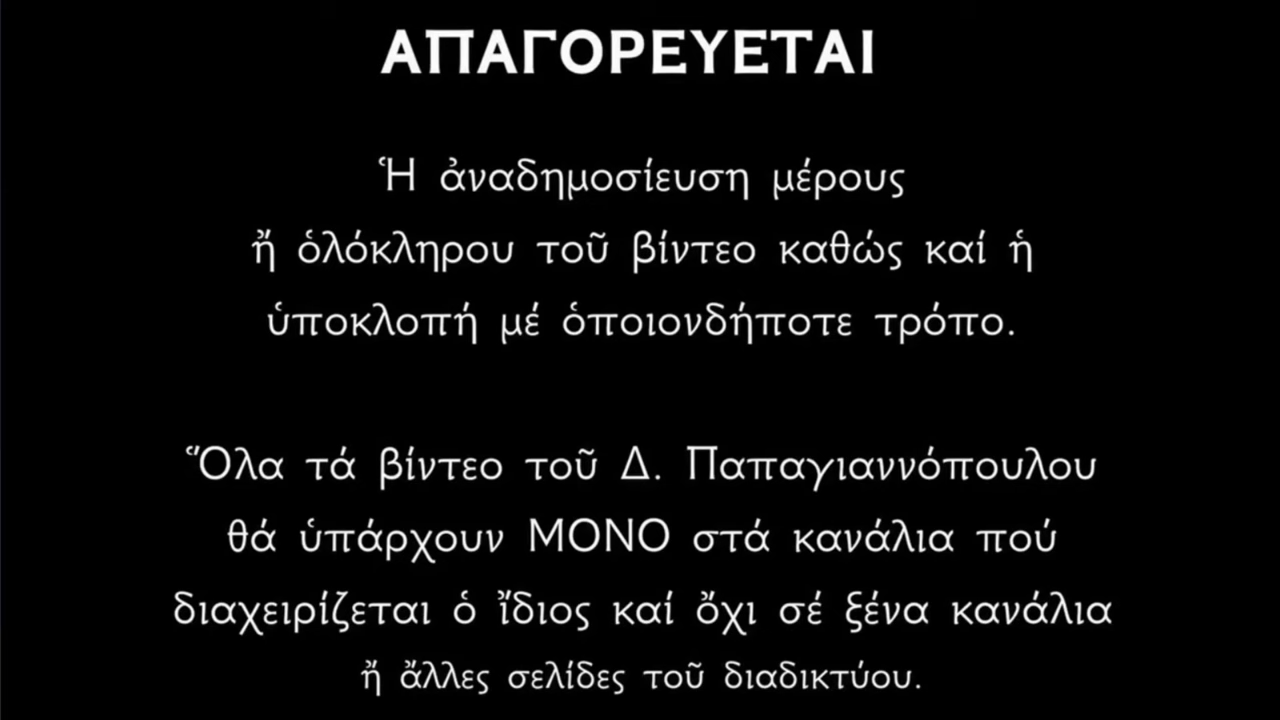 ΑΠΑΓΟΡΕΥΕΤΑΙ
Ἡ ἀναδημοσίευση μέρους
ἤ ὁλόκληρου τοῦ βίντεο καθώς καί ἡ
ὑποκλοπή μέ ὁποιονδήποτε τρόπο.
Ὅλα τά βίντεο τοῦ Δ. Παπαγιαννόπουλου
θά ὑπάρχουν ΜΟΝΟ στά κανάλια πού
διαχειρίζεται ὁ ἴδιος καί ὄχι σέ ξένα κανάλια
ἤ ἄλλες σελίδες τοῦ διαδικτύου.